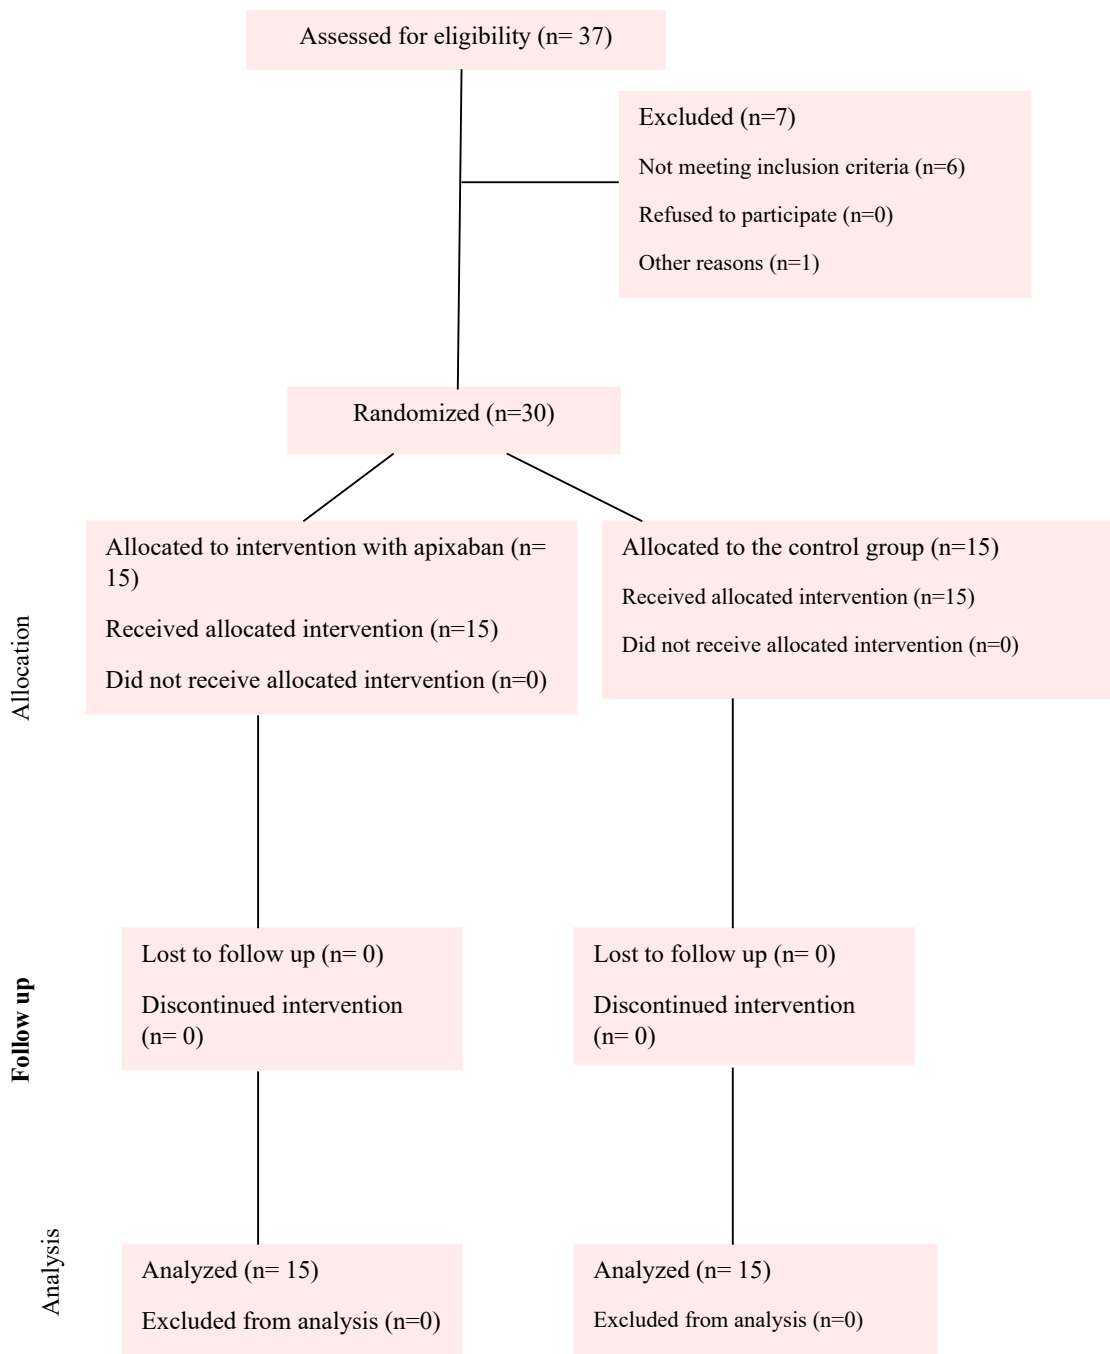 Assessed for eligibility (n= 37)
Excluded (n=7)
Not meeting inclusion criteria (n=6)
Refused to participate (n=0)
Other reasons (n=1)
Randomized (n=30)
Allocation
Allocated to intervention with apixaban (n=
15)
Received allocated intervention (n=15)
Did not receive allocated intervention (n=0)
Allocated to the control group (n=15)
Received allocated intervention (n=15)
Did not receive allocated intervention (n=0)
Follow up
Lost to follow up (n= 0)
Discontinued intervention
(n= 0)
Lost to follow up (n= 0)
Discontinued intervention
(n= 0)
Analysis
Analyzed (n= 15)
Excluded from analysis (n=0)
Analyzed (n= 15)
Excluded from analysis (n=0)